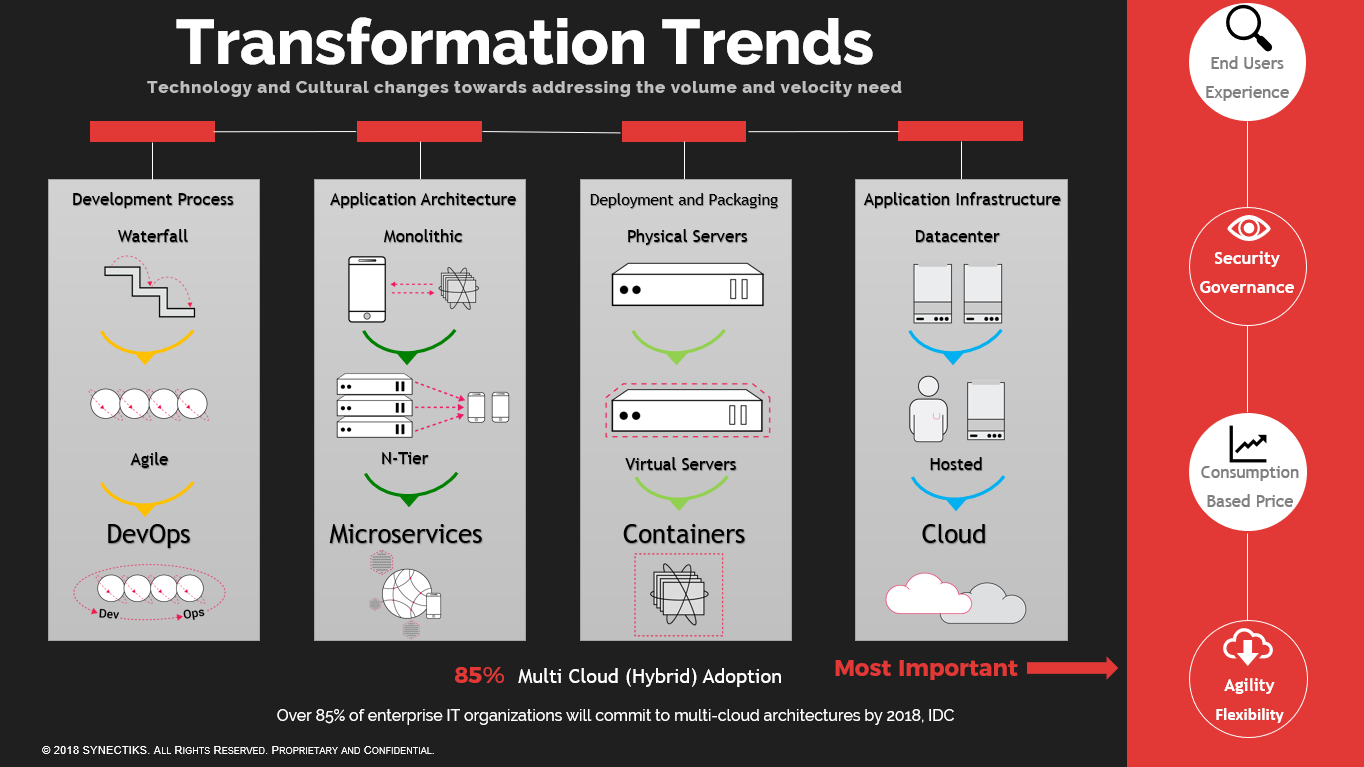 Transformation Trends
Technology and Cultural changes towards addressing the volume and velocity need
Development Process
Waterfall
Agile
DevOps
Dev
Ops
Application Architecture
Monolithic
N-Tier
Microservices
Deployment and Packaging
Physical Servers
Virtual Servers
Containers
Application Infrastructure
Datacenter
Hosted
Cloud
85% Multi Cloud (Hybrid) Adoption
Most Important
Over 85% of enterprise IT organizations will commit to multi-cloud architectures by 2018, IDC
© 2018 SYNECTIKS. ALL RIGHTS RESERVED. PROPRIETARY AND CONFIDENTIAL.
End Users
Experience
Security
Governance
Consumption
Based Price
Agility
Flexibility